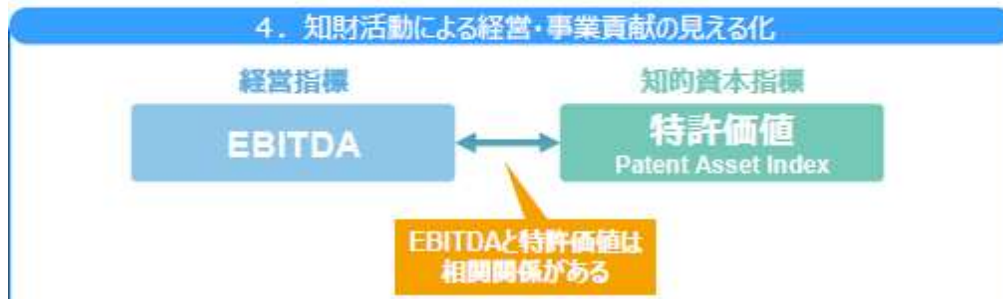 4．知財活動による経営・事業貢献の見える化
経営指標
知的資本指標
EBITDA
特許価値
Patent Asset Index
EBITDAと特許価値は
相関関係がある